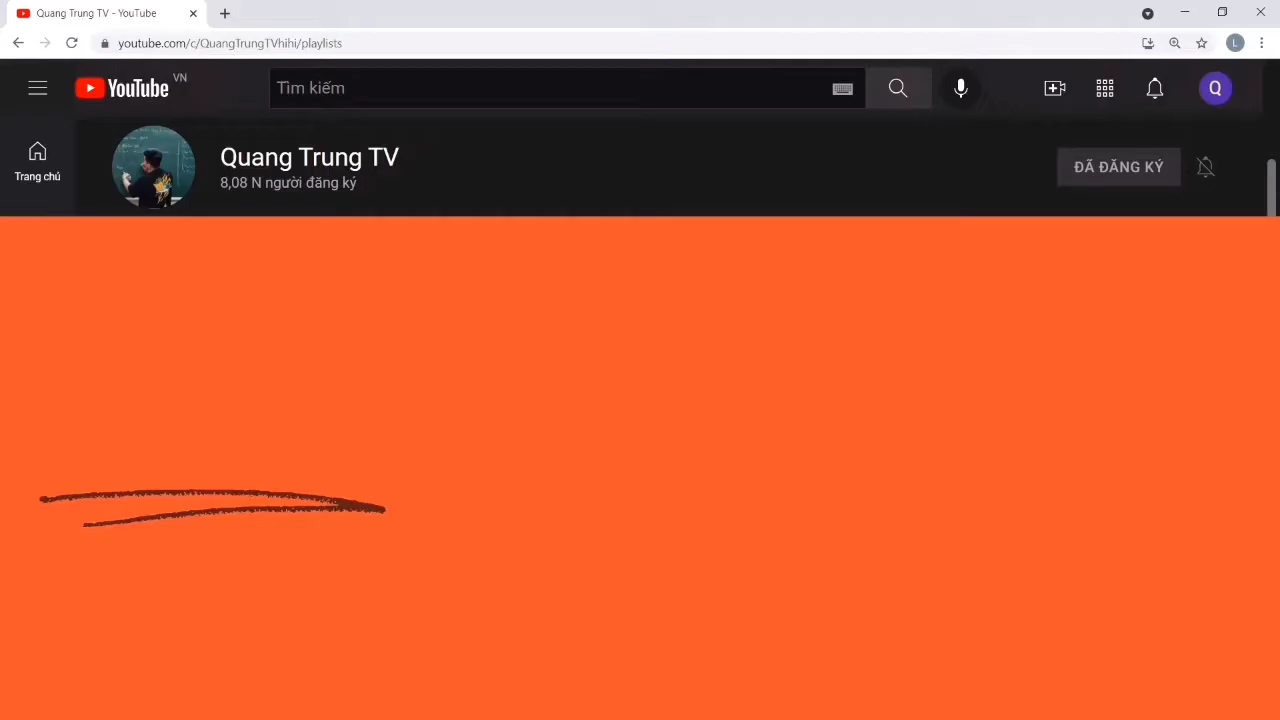 Quang Trung TV - YouTube
youtube.com/c/QuangTrungTVhihi/playlists
L
YouTube VN
Tìm kiếm
Q
Trang chủ
Quang Trung TV
8,08 N người đăng ký
ĐÃ ĐĂNG KÝ